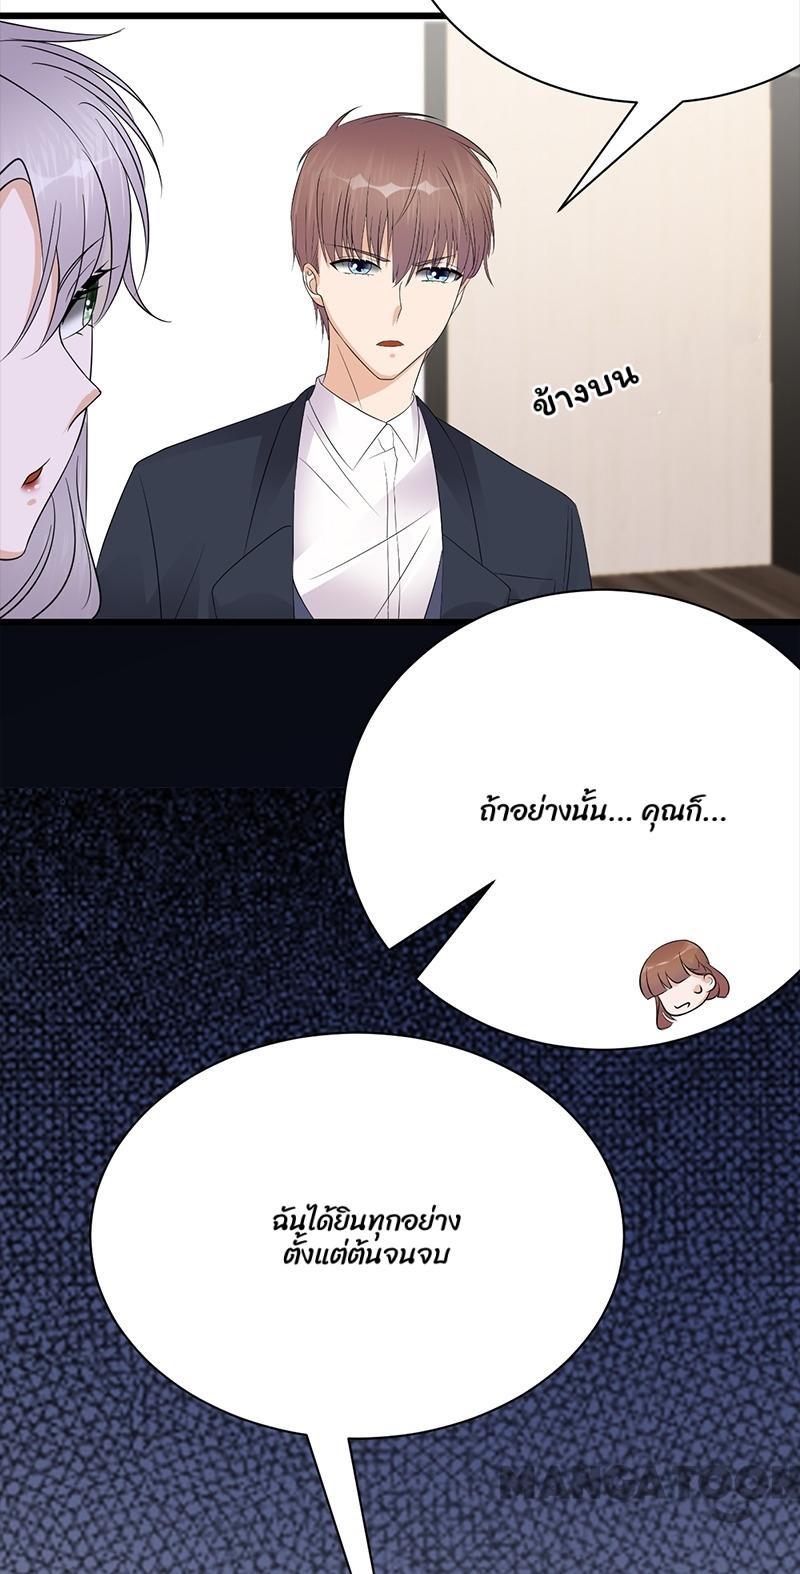 ข้างบน
ถ้าอย่างนั้น... คุณก็...
ฉันได้ยินทุกอย่าง
ตั้งแต่ต้นจนจบ
MANGATOON